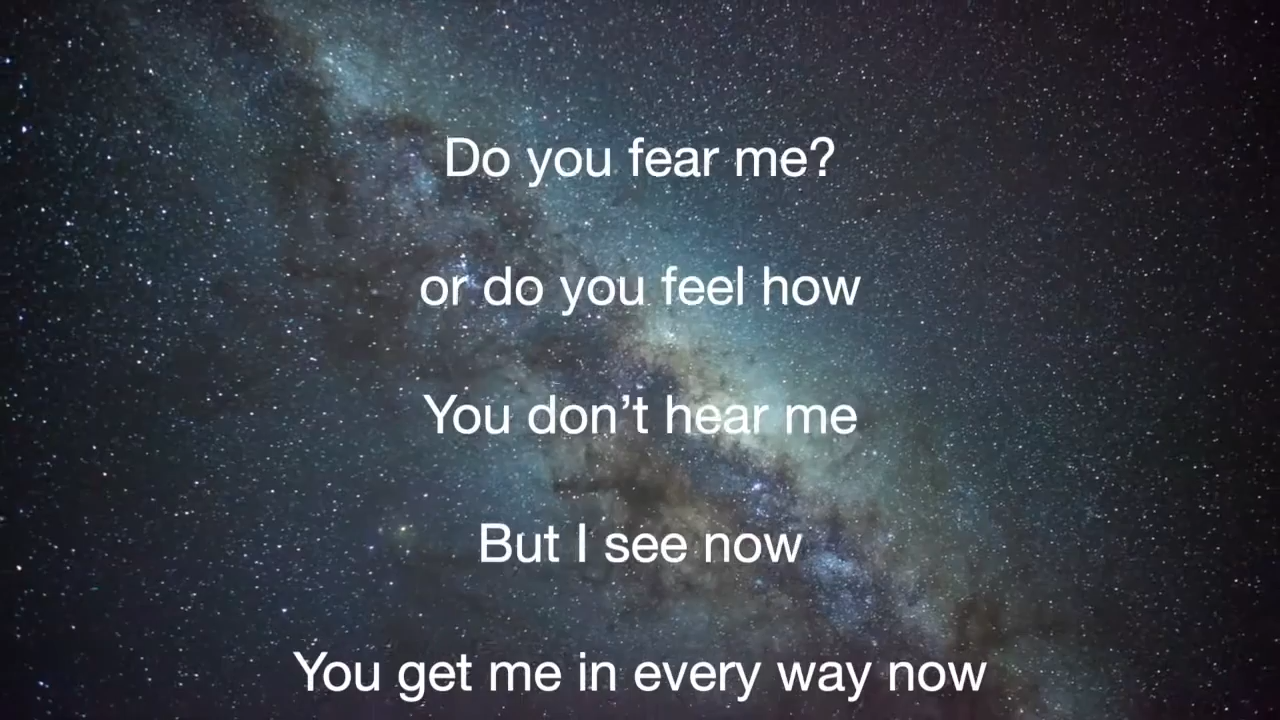 Do you fear me?
or do you feel how
You don’t hear me
But I see now
You get me in every way now